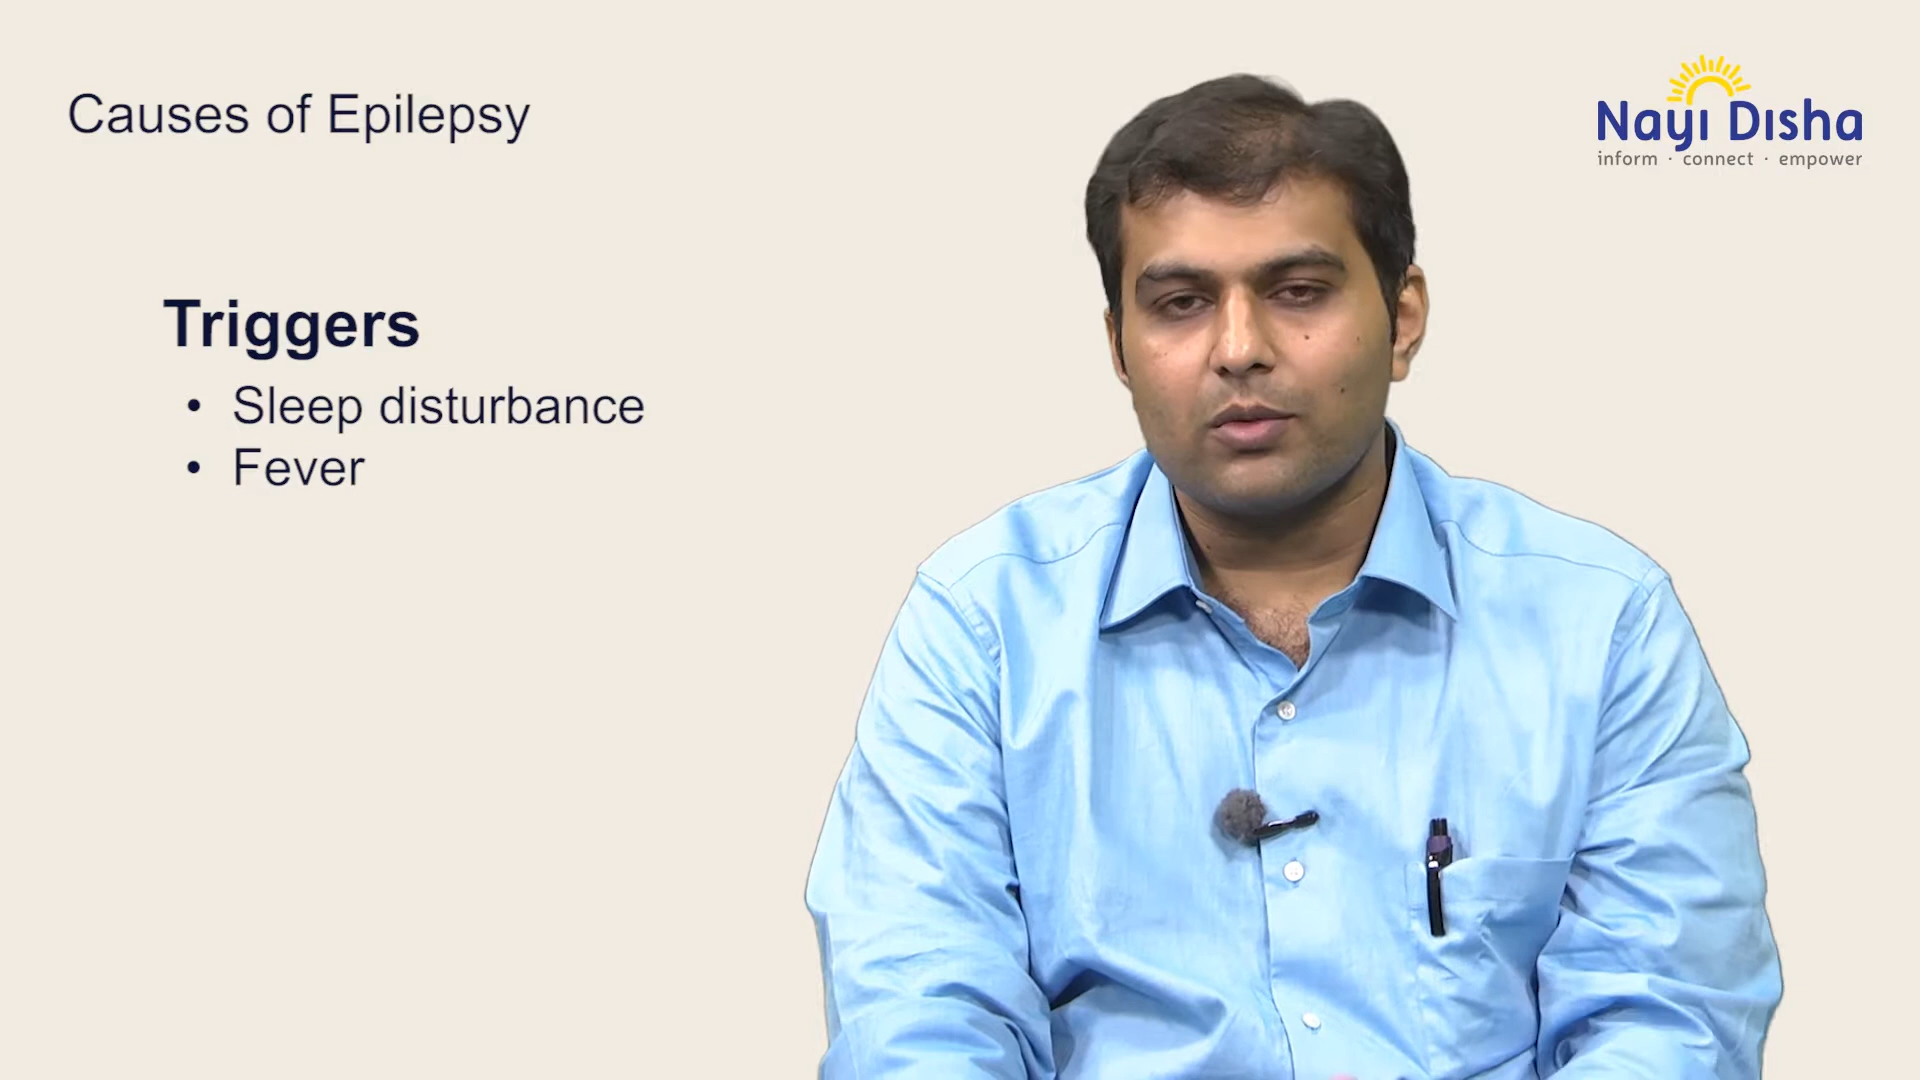 Causes of Epilepsy
Nayi Disha
inform · connect · empower
Triggers
• Sleep disturbance
• Fever